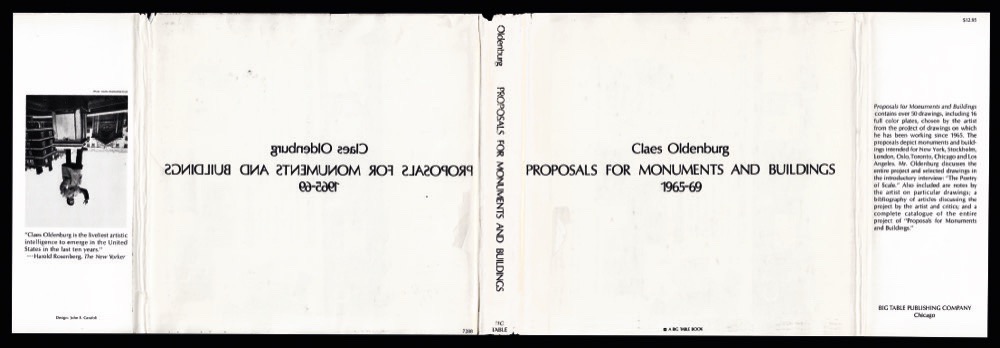 "Claes Oldenburg is the liveliest artistic
intelligence to emerge in the United
States in the last ten years."
—Harold Rosenberg, The New Yorker
Claes Oldenburg
PROPOSALS FOR MONUMENTS AND BUILDINGS
1965-69
7200
Oldenburg PROPOSALS FOR MONUMENTS AND BUILDINGS
BIG
TABLE
Claes Oldenburg
PROPOSALS FOR MONUMENTS AND BUILDINGS
1965-69
A BIG TABLE BOOK
$12.95
Proposals for Monuments and Buildings
contains over 50 drawings, including 16
full color plates, chosen by the artist
from the product of drawings on which
he has been working since 1965. The
proposals depict monuments and build-
ings intended for New York, Stockholm,
London, Oslo, Toronto, Chicago and Los
Angeles. Mr. Oldenburg discusses the
entire project and selected drawings in
the introductory interview: "The Poetry
of Scale." Also included are notes by
the artist on particular drawings; a
bibliography of articles discussing the
project by the artist and critics; and a
complete catalogue of the entire
project of "Proposals for Monuments
and Buildings."
BIG TABLE PUBLISHING COMPANY
Chicago